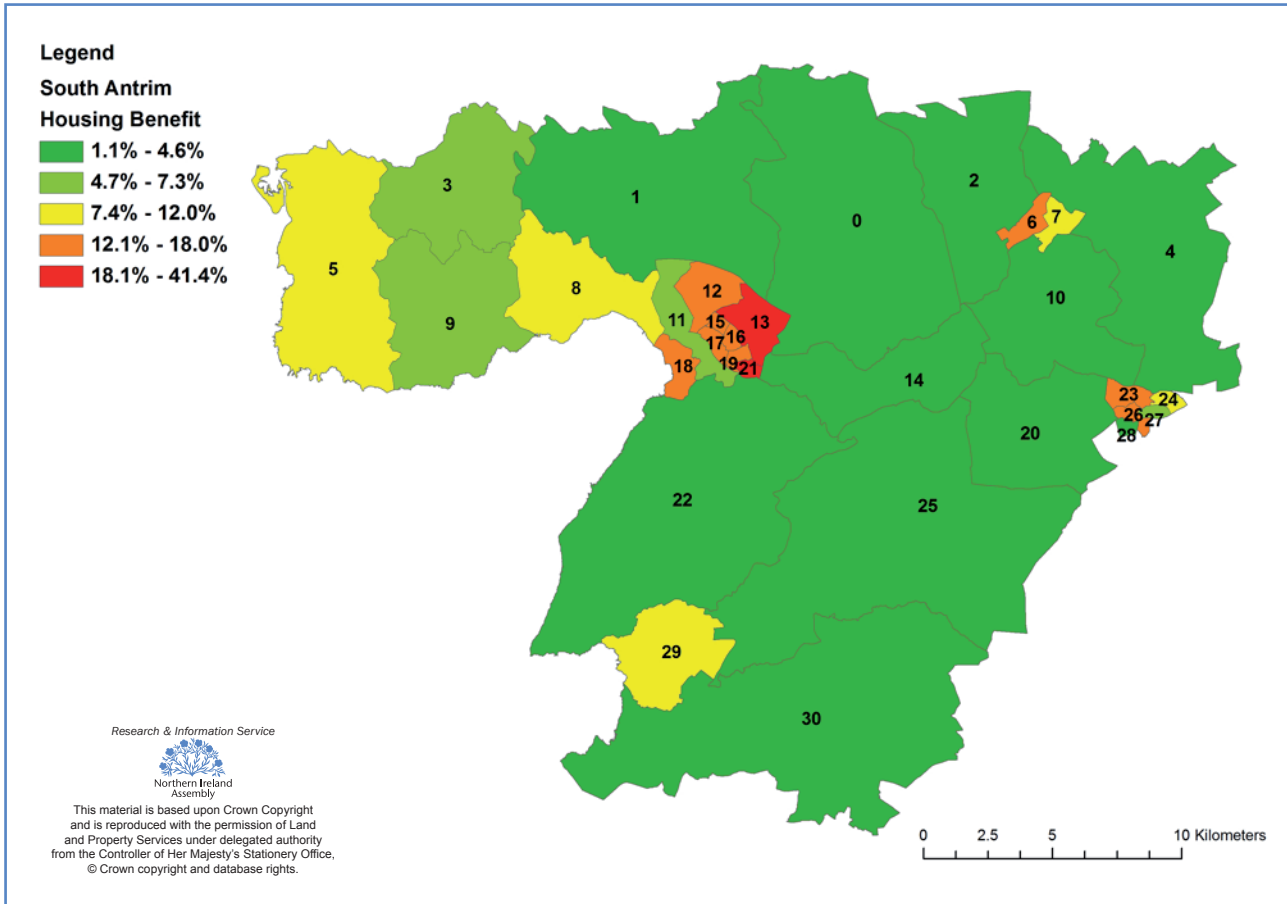 Legend
South Antrim
Housing Benefit
1.1% - 4.6%
4.7% - 7.3%
7.4% - 12.0%
12.1% - 18.0%
18.1% - 41.4%
3
1
0
2
6
7
4
5
9
8
10
11
12
13
15
16
17
18
19
21
14
20
23
24
26
27
28
22
25
29
30
Research & Information Service
Northern Ireland
Assembly
This material is based upon Crown Copyright
and is reproduced with the permission of Land
and Property Services under delegated authority
from the Controller of Her Majesty's Stationery Office,
© Crown copyright and database rights.
0 2.5 5 10 Kilometers